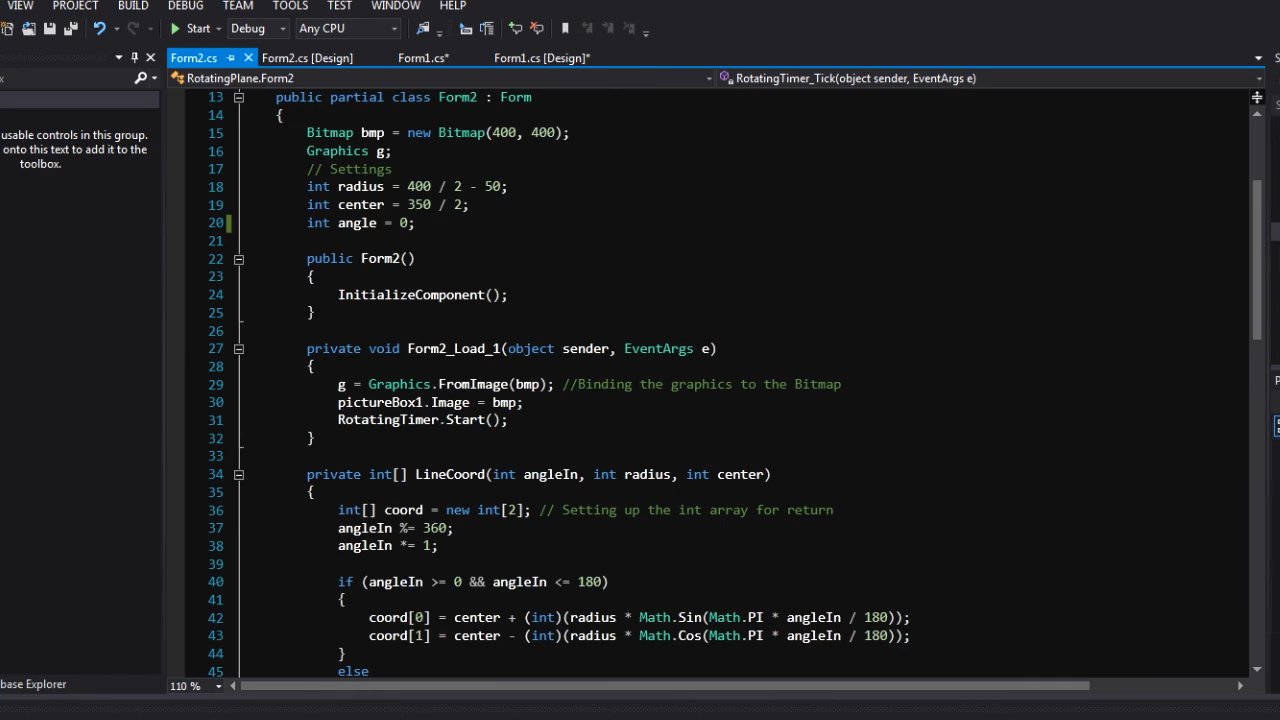 VIEW PROJECT BUILD DEBUG TEAM TOOLS TEST WINDOW HELP
Start Debug Any CPU
Form2.cs Form2.cs [Design] Form1.cs* Form1.cs [Design]*
RotatingPlane.Form2 RotatingTimer_Tick(object sender, EventArgs e)
usable controls in this group.
onto this text to add it to the
toolbox.
13 public partial class Form2 : Form
14 {
15 Bitmap bmp = new Bitmap(400, 400);
16 Graphics g;
17 // Settings
18 int radius = 400 / 2 - 50;
19 int center = 350 / 2;
20 int angle = 0;
21
22 public Form2()
23 {
24 InitializeComponent();
25 }
26
27 private void Form2_Load_1(object sender, EventArgs e)
28 {
29 g = Graphics.FromImage(bmp); //Binding the graphics to the Bitmap
30 pictureBox1.Image = bmp;
31 RotatingTimer.Start();
32 }
33
34 private int[] LineCoord(int angleIn, int radius, int center)
35 {
36 int[] coord = new int[2]; // Setting up the int array for return
37 angleIn %= 360;
38 angleIn *= 1;
39
40 if (angleIn >= 0 && angleIn <= 180)
41 {
42 coord[0] = center + (int)(radius * Math.Sin(Math.PI * angleIn / 180));
43 coord[1] = center - (int)(radius * Math.Cos(Math.PI * angleIn / 180));
44 }
45 else
base Explorer
110 %